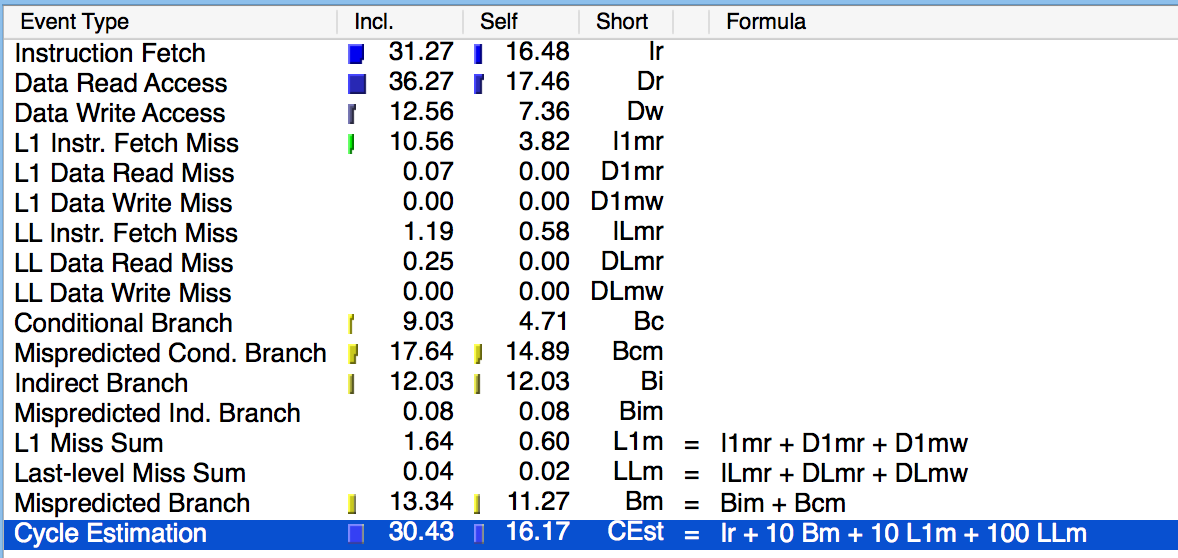 Event Type Incl. Self Short Formula
Instruction Fetch 31.27 16.48 Ir
Data Read Access 36.27 17.46 Dr
Data Write Access 12.56 7.36 Dw
L1 Instr. Fetch Miss 10.56 3.82 I1mr
L1 Data Read Miss 0.07 0.00 D1mr
L1 Data Write Miss 0.00 0.00 D1mw
LL Instr. Fetch Miss 1.19 0.58 ILmr
LL Data Read Miss 0.25 0.00 DLmr
LL Data Write Miss 0.00 0.00 DLmw
Conditional Branch 9.03 4.71 Bc
Mispredicted Cond. Branch 17.64 14.89 Bcm
Indirect Branch 12.03 12.03 Bi
Mispredicted Ind. Branch 0.08 0.08 Bim
L1 Miss Sum 1.64 0.60 L1m = I1mr + D1mr + D1mw
Last-level Miss Sum 0.04 0.02 LLm = ILmr + DLmr + DLmw
Mispredicted Branch 13.34 11.27 Bm = Bim + Bcm
Cycle Estimation 30.43 16.17 CEst = Ir + 10 Bm + 10 L1m + 100 LLm